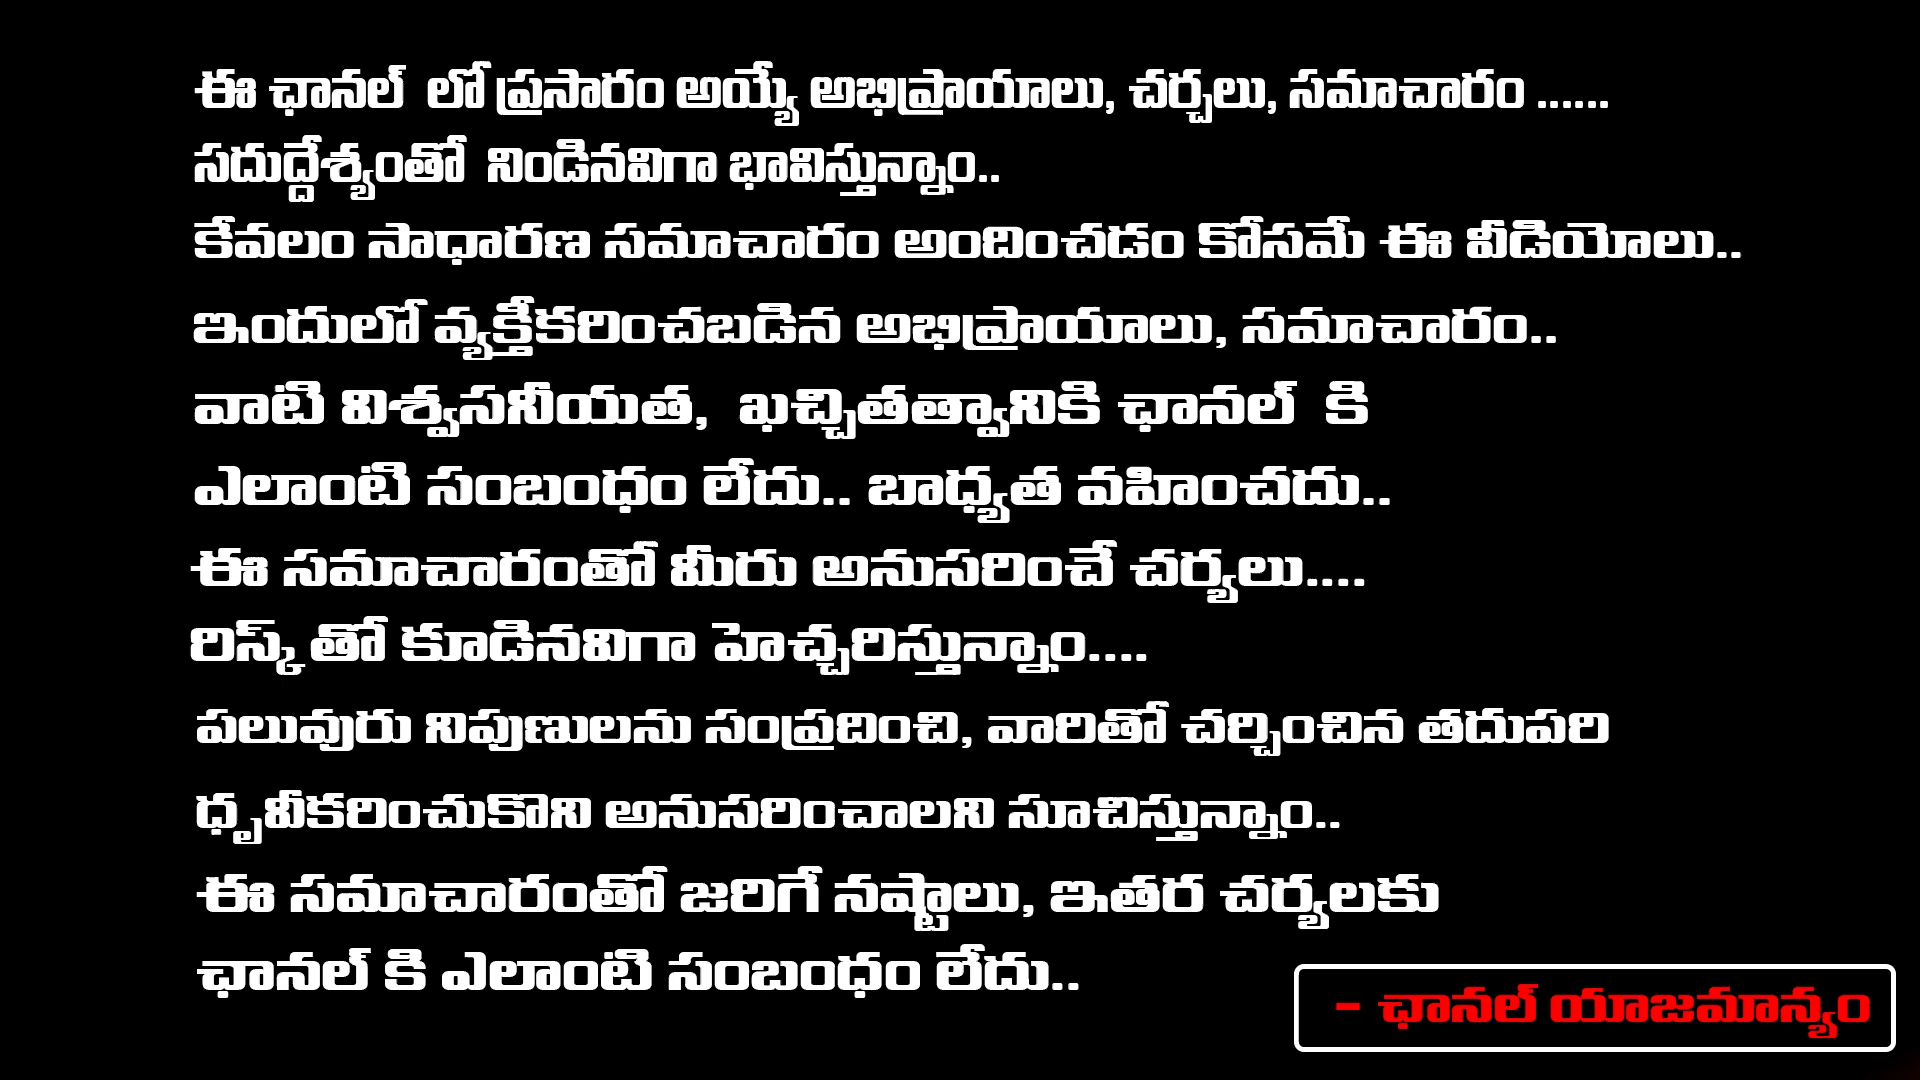 ఈ ఛానల్ లో ప్రసారం అయ్యే అభిప్రాయాలు, చర్చలు, సమాచారం ......
సదుద్దేశ్యంతో నిండినవిగా భావిస్తున్నాం..
కేవలం సాధారణ సమాచారం అందించడం కోసమే ఈ వీడియోలు..
ఇందులో వ్యక్తీకరించబడిన అభిప్రాయాలు, సమాచారం..
వాటి విశ్వసనీయత, ఖచ్చితత్వానికి ఛానల్ కి
ఎలాంటి సంబంధం లేదు.. బాధ్యత వహించదు..
ఈ సమాచారంతో మీరు అనుసరించే చర్యలు....
రిస్క్ తో కూడినవిగా హెచ్చరిస్తున్నాం....
పలువురు నిపుణులను సంప్రదించి, వారితో చర్చించిన తదుపరి
ధృవీకరించుకొని అనుసరించాలని సూచిస్తున్నాం..
ఈ సమాచారంతో జరిగే నష్టాలు, ఇతర చర్యలకు
ఛానల్ కి ఎలాంటి సంబంధం లేదు..
- ఛానల్ యాజమాన్యం